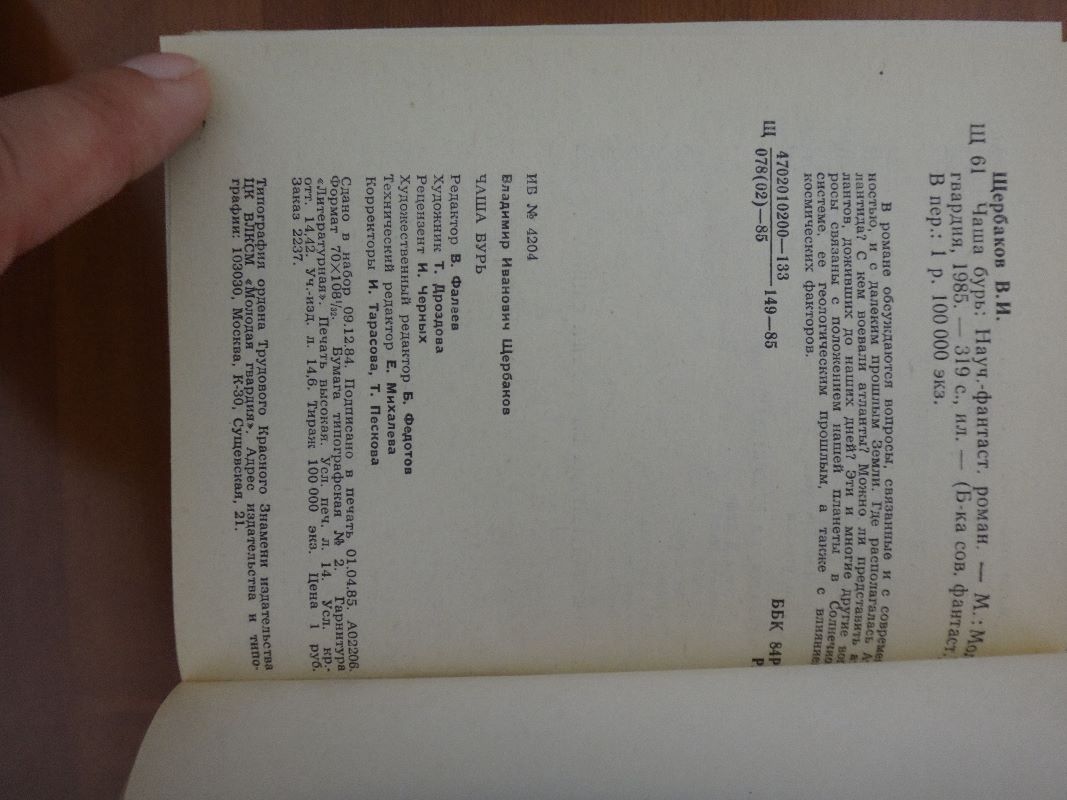 Щербаков В. И.
Щ 61 Чаша бурь: Науч.-фантаст. роман. — М.:
гвардия, 1985. — 319 с., ил. — (Б-ка сов. фантаст.
В пер.: 1 р. 100 000 экз.
В романе обсуждаются вопросы, связанные и с современ
ностью, и с далеким прошлым Земли. Где располагалась А
лантида? С кем воевали атланты? Можно ли представить а
лантов, доживших до наших дней? Эти и многие другие во
росы связаны с положением нашей планеты в Солнечно
системе, ее геологическим прошлым, а также с влияние
космических факторов.
Щ 4702010200—133
078(02)—85 149—85
ББК 84Р
Р
ИБ № 4204
Владимир Иванович Щербаков
ЧАША БУРЬ
Редактор В. Фалеев
Художник Т. Дроздова
Рецензент И. Черных
Художественный редактор Б. Федотов
Технический редактор Е. Михалева
Корректоры И. Тарасова, Т. Пескова
Сдано в набор 09.12.84. Подписано в печать 01.04.85. А02206.
Формат 70×108¹/₃₂. Бумага типографская № 2. Гарнитура
«Литературная». Печать высокая. Усл. печ. л. 14. Усл. кр.-
отт. 14,42. Уч.-изд. л. 14,6. Тираж 100 000 экз. Цена 1 руб.
Заказ 2237.
Типография ордена Трудового Красного Знамени издательства
ЦК ВЛКСМ «Молодая гвардия». Адрес издательства и типо-
графии: 103030, Москва, К-30, Сущевская, 21.